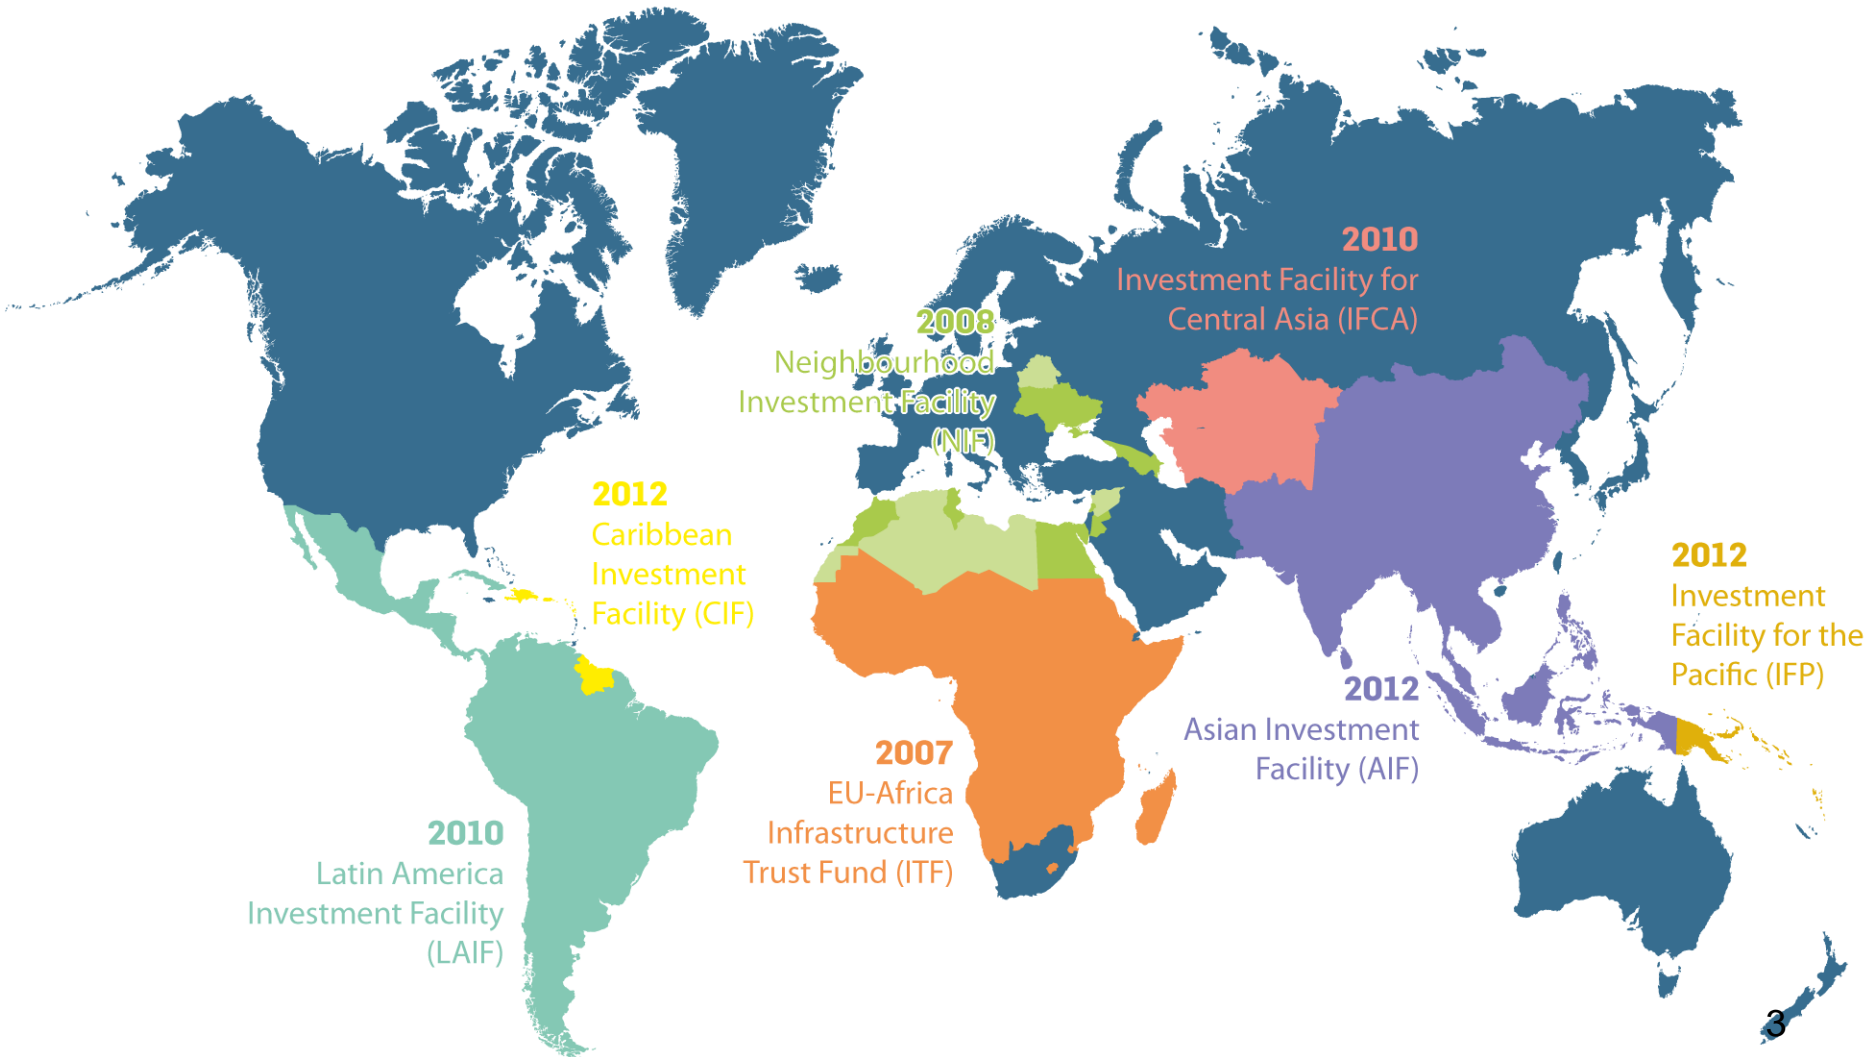 2010
Investment Facility for
Central Asia (IFCA)
2008
Neighbourhood
Investment Facility
(NIF)
2012
Caribbean
Investment
Facility (CIF)
2012
Investment
Facility for the
Pacific (IFP)
2012
Asian Investment
Facility (AIF)
2007
EU-Africa
Infrastructure
Trust Fund (ITF)
2010
Latin America
Investment Facility
(LAIF)
3